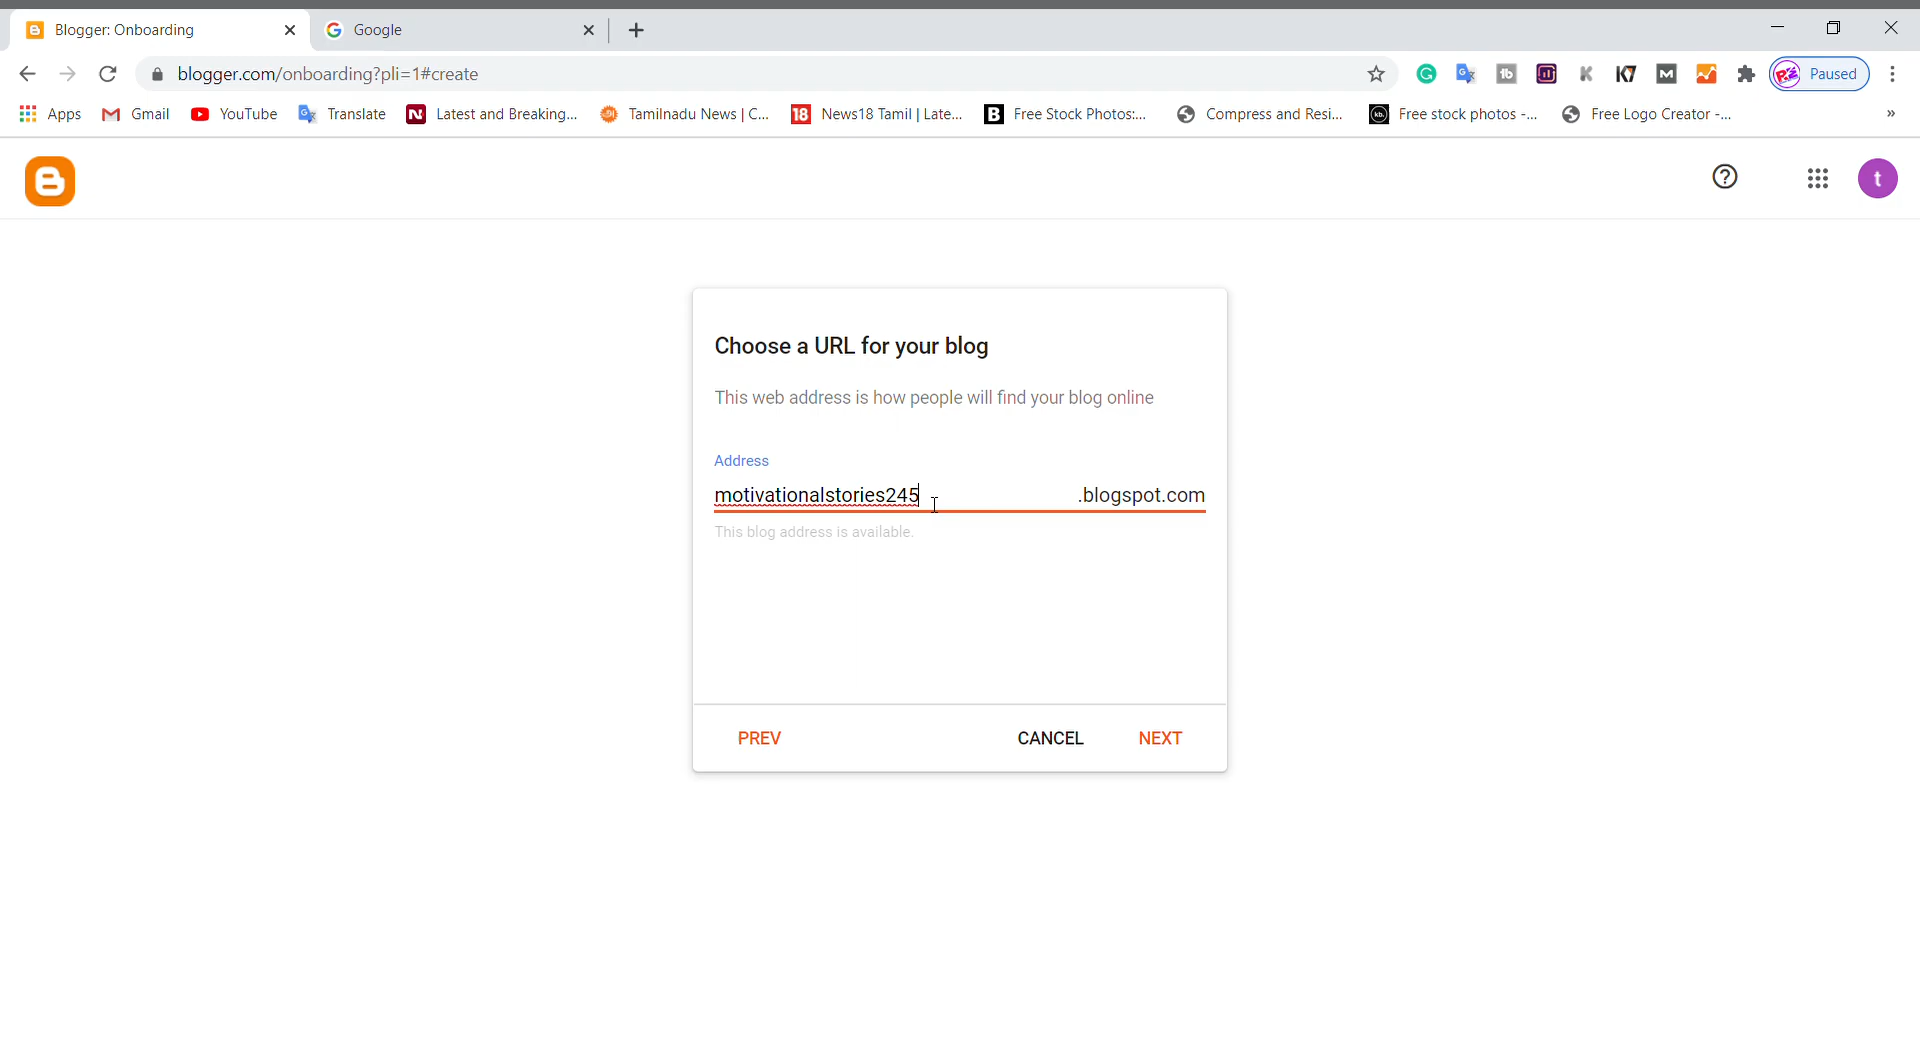 Blogger: Onboarding
Google
blogger.com/onboarding?pli=1#create
Paused
Apps
Gmail
YouTube
Translate
Latest and Breaking...
Tamilnadu News | C...
18
News18 Tamil | Late...
B
Free Stock Photos:...
Compress and Resi...
kb.
Free stock photos -...
Free Logo Creator -...
»
t
Choose a URL for your blog
This web address is how people will find your blog online
Address
motivationalstories245
.blogspot.com
This blog address is available.
PREV
CANCEL
NEXT